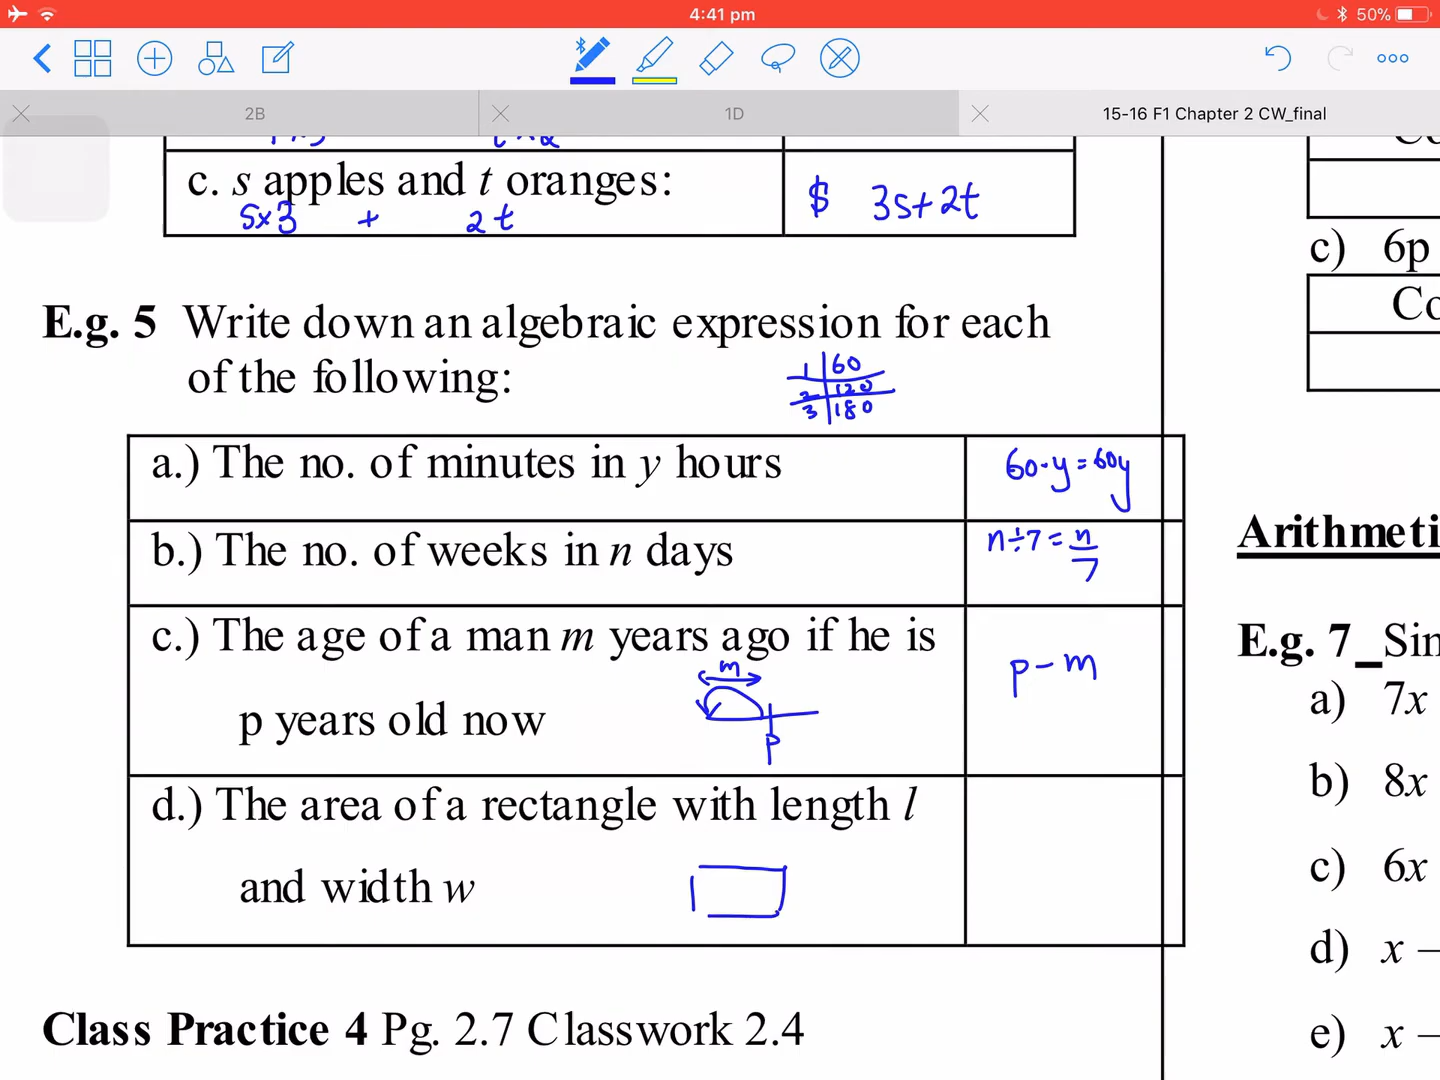 4:41 pm
50%
2B
1D
15-16 F1 Chapter 2 CW_final
c. s apples and t oranges:
s×3 + 2t
$ 3s+2t
E.g. 5 Write down an algebraic expression for each
of the following:
1 | 60
2 | 120
3 | 180
a.) The no. of minutes in y hours
60·y=60y
b.) The no. of weeks in n days
n÷7=n/7
c.) The age of a man m years ago if he is
p years old now
m
p
p-m
d.) The area of a rectangle with length l
and width w
Class Practice 4 Pg. 2.7 Classwork 2.4
c) 6p
Co
Arithmeti
E.g. 7_Sin
a) 7x
b) 8x
c) 6x
d) x –
e) x –